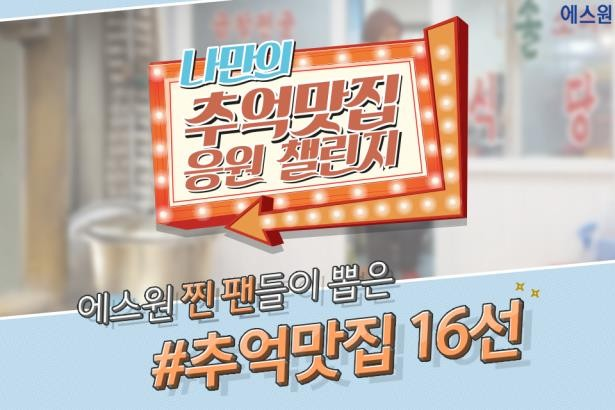 에스원
나만의
추억맛집
응원 챌린지
에스원 찐 팬들이 뽑은
#추억맛집 16선